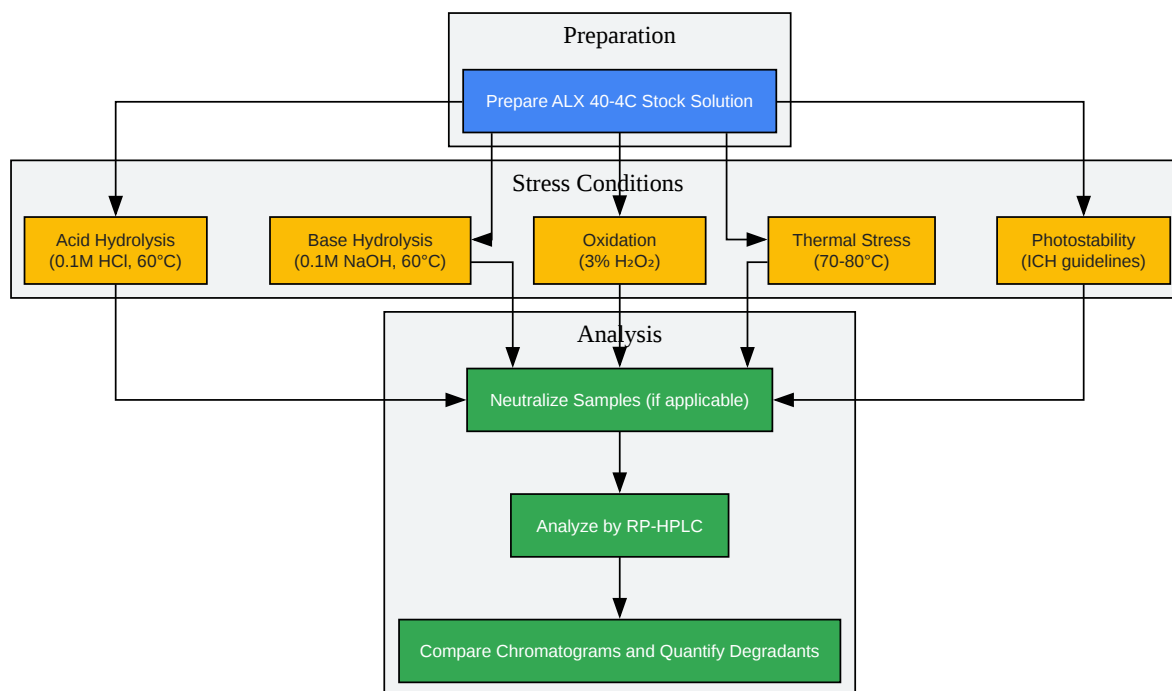 Preparation
Prepare ALX 40-4C Stock Solution
Stress Conditions
Acid Hydrolysis
(0.1M HCl, 60°C)
Base Hydrolysis
(0.1M NaOH, 60°C)
Oxidation
(3% H₂O₂)
Thermal Stress
(70-80°C)
Photostability
(ICH guidelines)
Analysis
Neutralize Samples (if applicable)
Analyze by RP-HPLC
Compare Chromatograms and Quantify Degradants